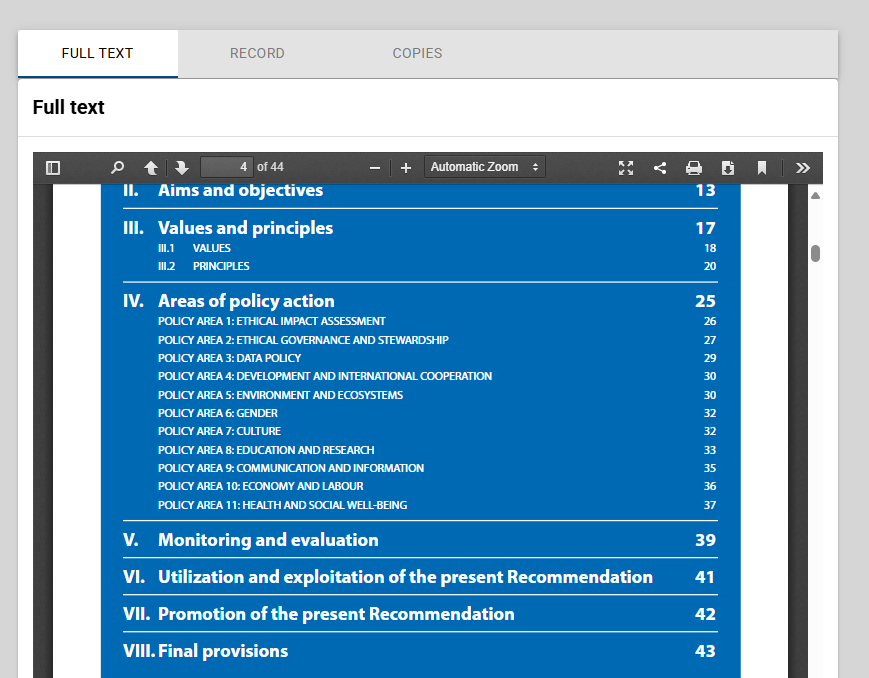 FULL TEXT RECORD COPIES
Full text
4 of 44 Automatic Zoom
II. Aims and objectives 13
III. Values and principles 17
III.1 VALUES 18
III.2 PRINCIPLES 20
IV. Areas of policy action 25
POLICY AREA 1: ETHICAL IMPACT ASSESSMENT 26
POLICY AREA 2: ETHICAL GOVERNANCE AND STEWARDSHIP 27
POLICY AREA 3: DATA POLICY 29
POLICY AREA 4: DEVELOPMENT AND INTERNATIONAL COOPERATION 30
POLICY AREA 5: ENVIRONMENT AND ECOSYSTEMS 30
POLICY AREA 6: GENDER 32
POLICY AREA 7: CULTURE 32
POLICY AREA 8: EDUCATION AND RESEARCH 33
POLICY AREA 9: COMMUNICATION AND INFORMATION 35
POLICY AREA 10: ECONOMY AND LABOUR 36
POLICY AREA 11: HEALTH AND SOCIAL WELL-BEING 37
V. Monitoring and evaluation 39
VI. Utilization and exploitation of the present Recommendation 41
VII. Promotion of the present Recommendation 42
VIII. Final provisions 43